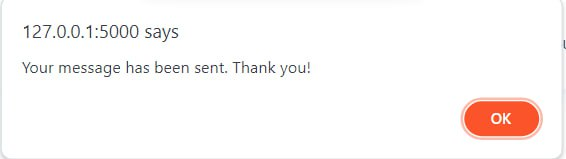 127.0.0.1:5000 says
Your message has been sent. Thank you!
OK